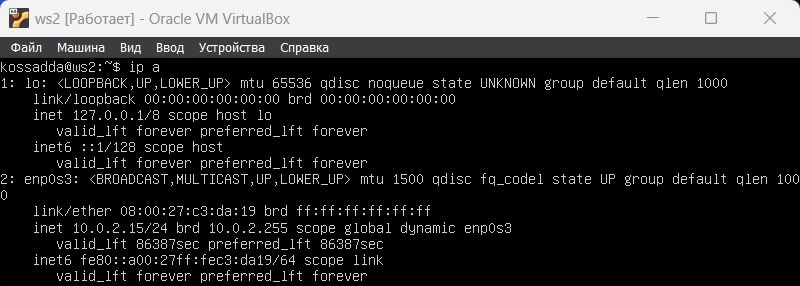 ws2 [Работает] - Oracle VM VirtualBox
Файл Машина Вид Ввод Устройства Справка
kossadda@ws2:~$ ip a
1: lo: <LOOPBACK,UP,LOWER_UP> mtu 65536 qdisc noqueue state UNKNOWN group default qlen 1000
    link/loopback 00:00:00:00:00:00 brd 00:00:00:00:00:00
    inet 127.0.0.1/8 scope host lo
       valid_lft forever preferred_lft forever
    inet6 ::1/128 scope host
       valid_lft forever preferred_lft forever
2: enp0s3: <BROADCAST,MULTICAST,UP,LOWER_UP> mtu 1500 qdisc fq_codel state UP group default qlen 100
0
    link/ether 08:00:27:c3:da:19 brd ff:ff:ff:ff:ff:ff
    inet 10.0.2.15/24 brd 10.0.2.255 scope global dynamic enp0s3
       valid_lft 86387sec preferred_lft 86387sec
    inet6 fe80::a00:27ff:fec3:da19/64 scope link
       valid_lft forever preferred_lft forever